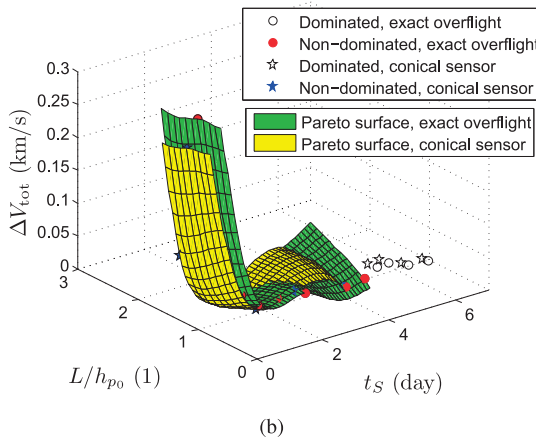 Dominated, exact overflight
Non−dominated, exact overflight
Dominated, conical sensor
Non−dominated, conical sensor
Pareto surface, exact overflight
Pareto surface, conical sensor
0.3
0.25
0.2
0.15
0.1
0.05
0
ΔV_tot (km/s)
3
2
1
0
L/h_{p_0} (1)
0
2
4
6
t_S (day)
(b)